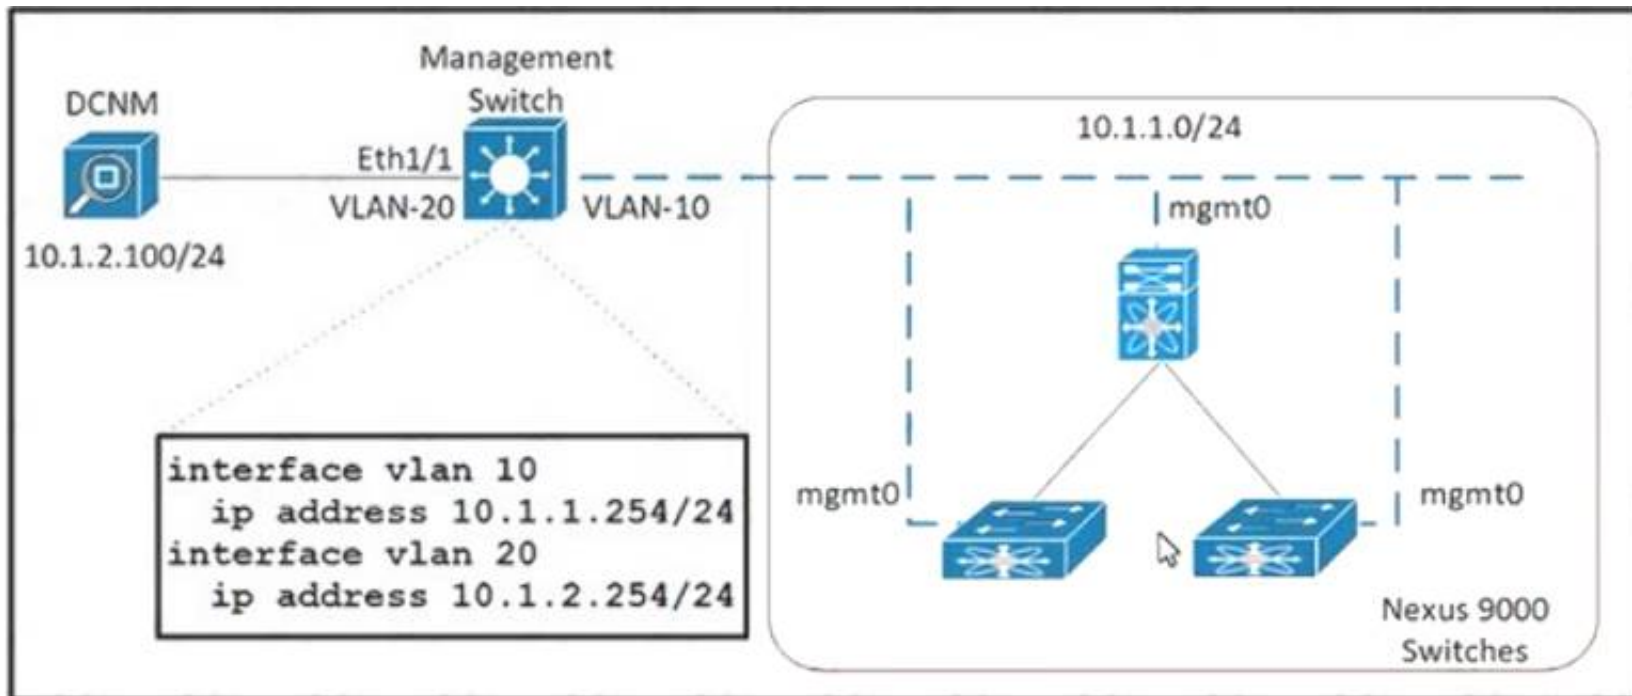 Management
Switch
DCNM
Eth1/1
VLAN-20
VLAN-10
10.1.2.100/24
10.1.1.0/24
mgmt0
mgmt0
mgmt0
interface vlan 10
ip address 10.1.1.254/24
interface vlan 20
ip address 10.1.2.254/24
Nexus 9000
Switches